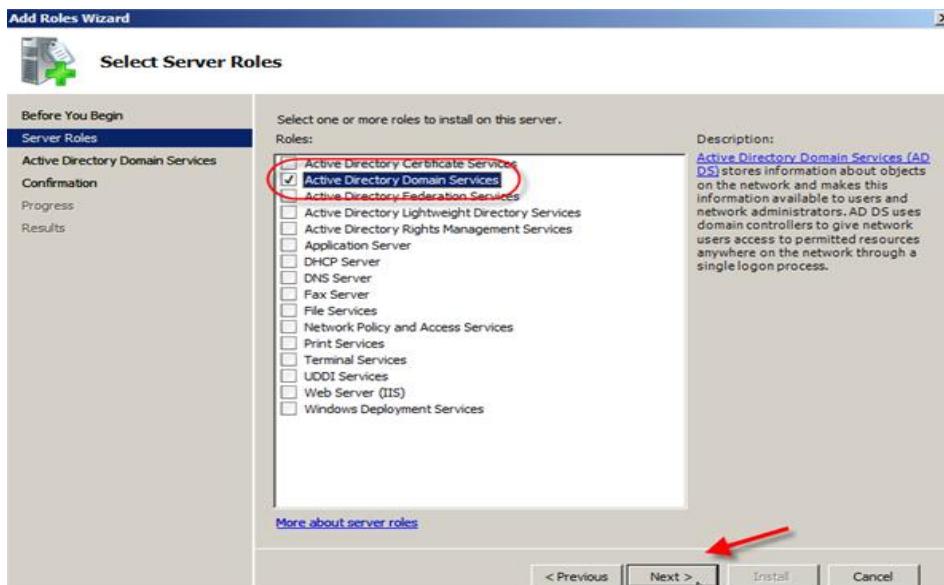 Add Roles Wizard
Select Server Roles
Before You Begin
Server Roles
Active Directory Domain Services
Confirmation
Progress
Results
Select one or more roles to install on this server.
Roles:
Active Directory Certificate Services
Active Directory Domain Services
Active Directory Federation Services
Active Directory Lightweight Directory Services
Active Directory Rights Management Services
Application Server
DHCP Server
DNS Server
Fax Server
File Services
Network Policy and Access Services
Print Services
Terminal Services
UDDI Services
Web Server (IIS)
Windows Deployment Services
More about server roles
Description:
Active Directory Domain Services (AD
DS) stores information about objects
on the network and makes this
information available to users and
network administrators. AD DS uses
domain controllers to give network
users access to permitted resources
anywhere on the network through a
single logon process.
< Previous
Next >
Install
Cancel